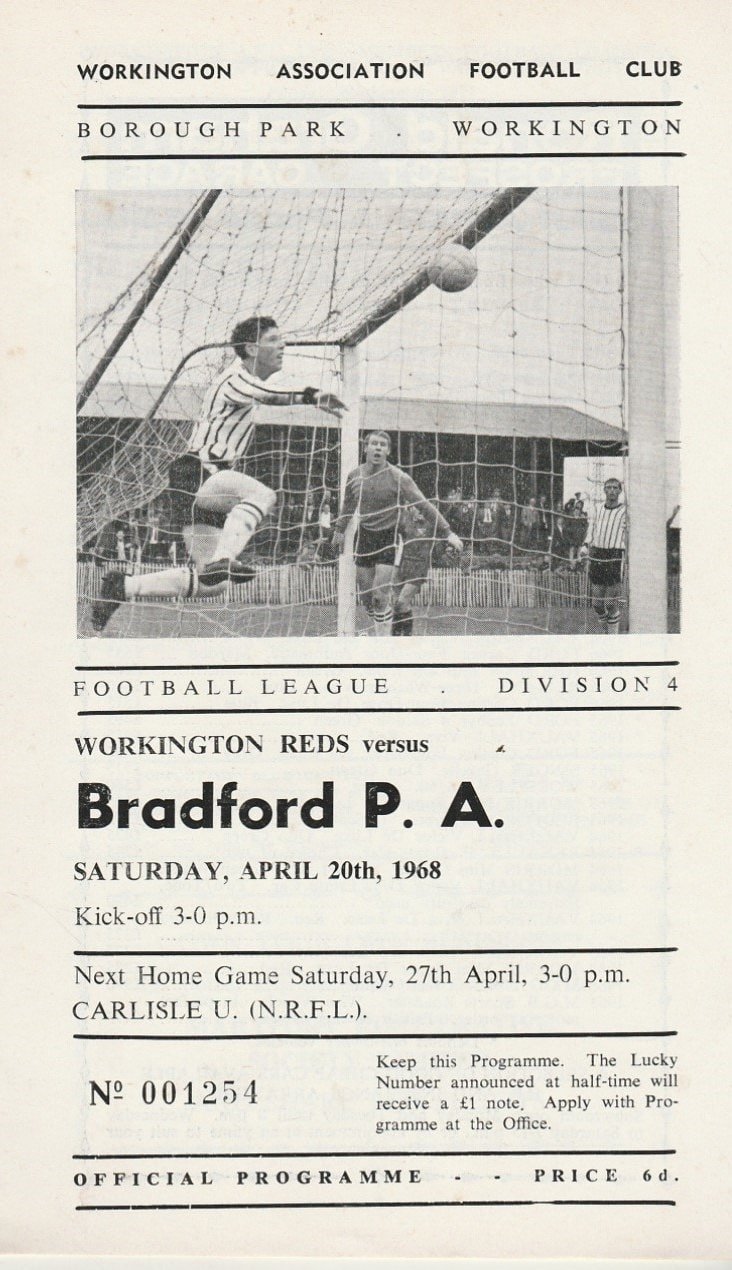 WORKINGTON ASSOCIATION FOOTBALL CLUB
BOROUGH PARK . WORKINGTON
FOOTBALL LEAGUE . DIVISION 4
WORKINGTON REDS versus
Bradford P. A.
SATURDAY, APRIL 20th, 1968
Kick-off 3-0 p.m.
Next Home Game Saturday, 27th April, 3-0 p.m.
CARLISLE U. (N.R.F.L.).
Nº 001254
Keep this Programme. The Lucky
Number announced at half-time will
receive a £1 note. Apply with Pro-
gramme at the Office.
OFFICIAL PROGRAMME - - PRICE 6d.